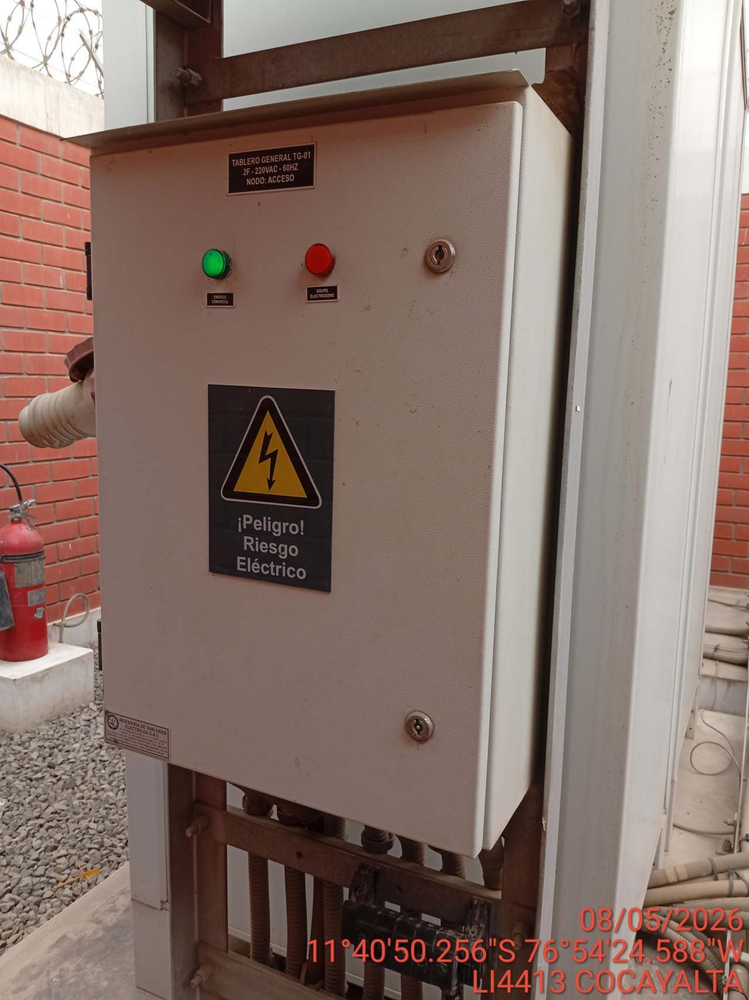 TABLERO GENERAL TG-01
2F - 220VAC - 60HZ
NODO: ACCESO
ENERGIA
COMERCIAL
GRUPO
ELECTROGENO
¡Peligro!
Riesgo
Eléctrico
INGENIERIA DE TABLEROS
ELECTRICOS S.A.C.
08/05/2026
11°40'50.256"S 76°54'24.588"W
LI4413 COCAYALTA